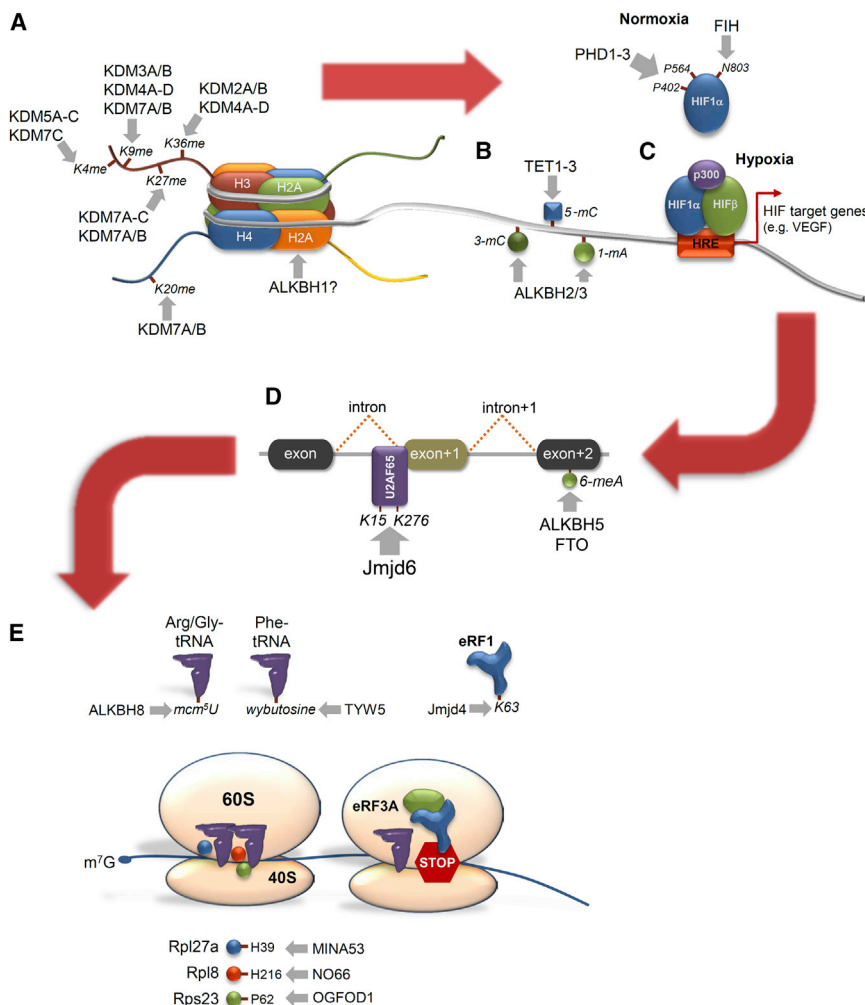 A
KDM3A/B
KDM4A-D
KDM7A/B
KDM2A/B
KDM4A-D
KDM5A-C
KDM7C
K4me
K9me
K36me
K27me
KDM7A-C
KDM7A/B
H3
H2A
H4
H2A
ALKBH1?
K20me
KDM7A/B
Normoxia
FIH
PHD1-3
P564
N803
P402
HIF1α
B
TET1-3
5-mC
3-mC
1-mA
ALKBH2/3
C
Hypoxia
p300
HIF1α
HIFβ
HRE
HIF target genes
(e.g. VEGF)
D
intron
intron+1
exon
U2AF65
exon+1
exon+2
6-meA
K15
K276
Jmjd6
ALKBH5
FTO
E
Arg/Gly-
tRNA
Phe-
tRNA
eRF1
ALKBH8
mcm⁵U
wybutosine
TYW5
Jmjd4
K63
60S
eRF3A
STOP
m⁷G
40S
Rpl27a H39 MINA53
Rpl8 H216 NO66
Rps23 P62 OGFOD1